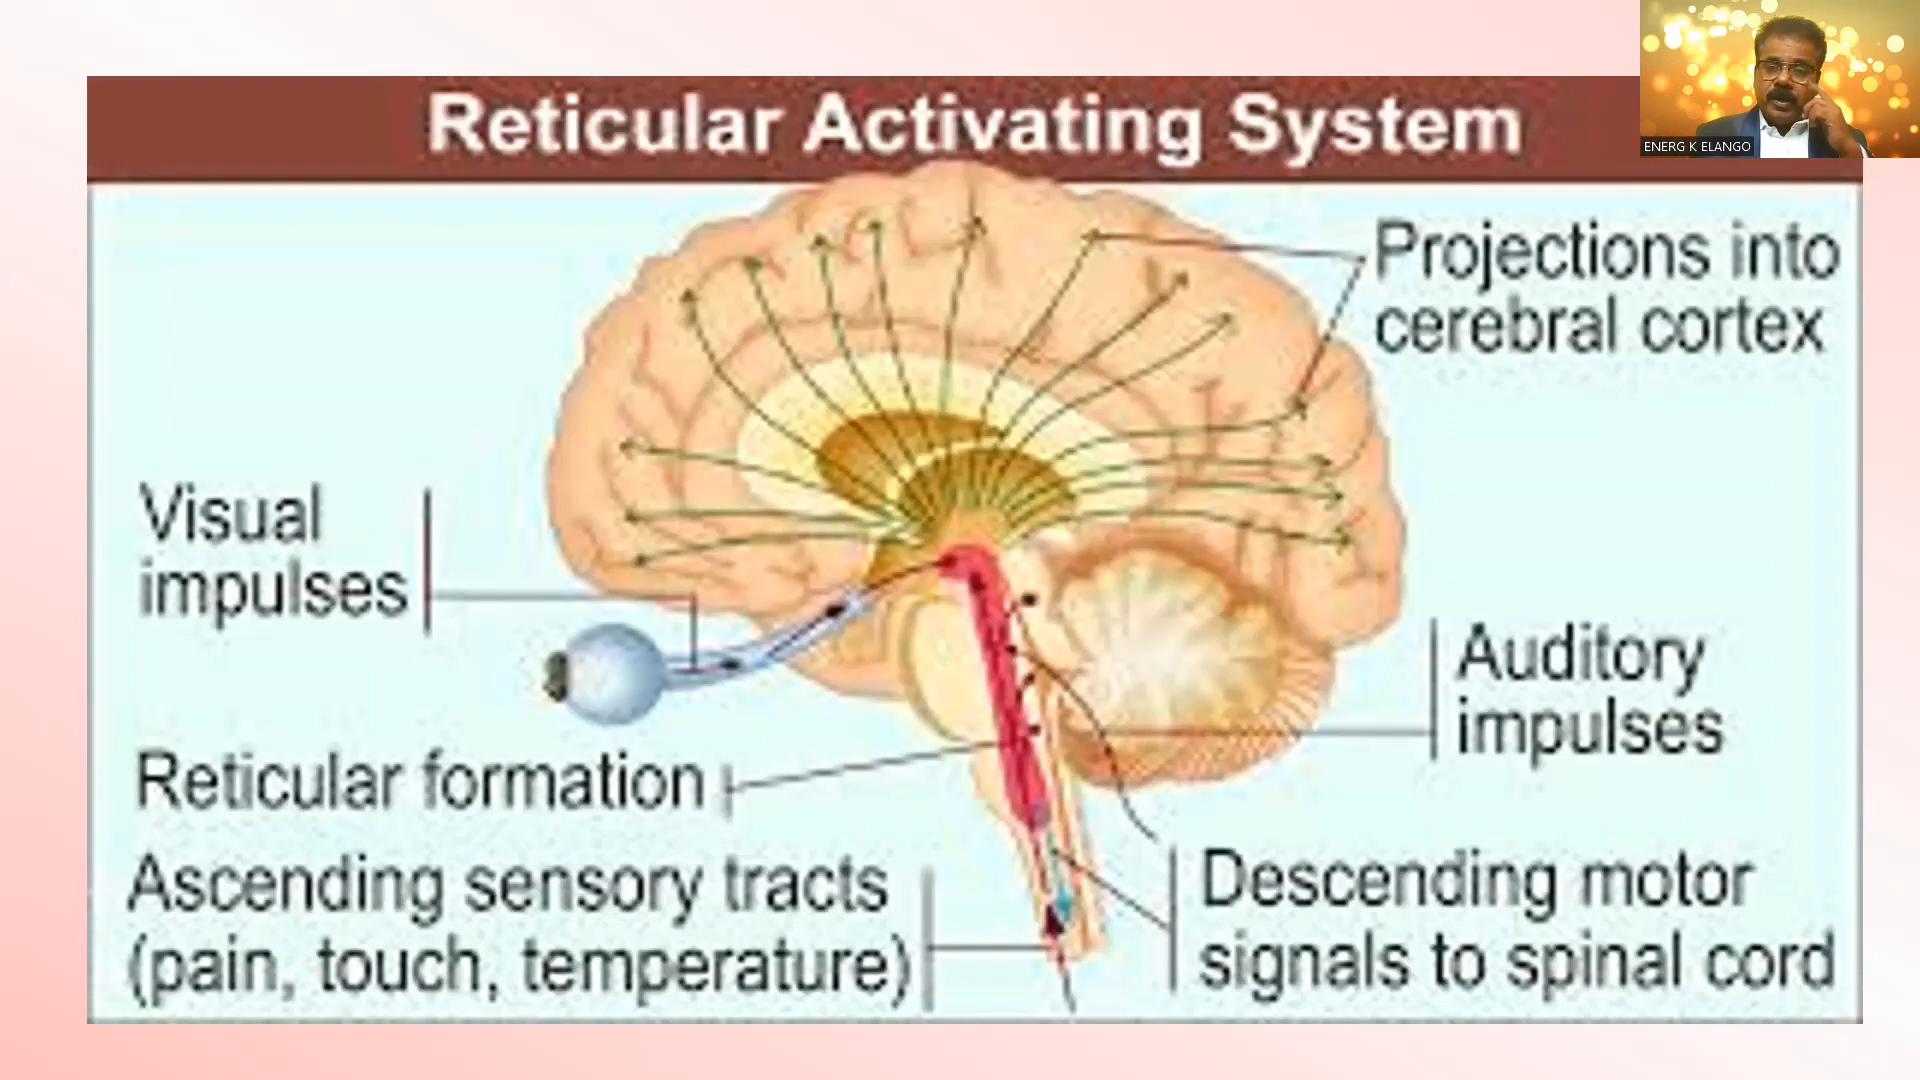 Reticular Activating System
ENERG K ELANGO
Projections into
cerebral cortex
Visual
impulses
Auditory
impulses
Reticular formation
Ascending sensory tracts
(pain, touch, temperature)
Descending motor
signals to spinal cord